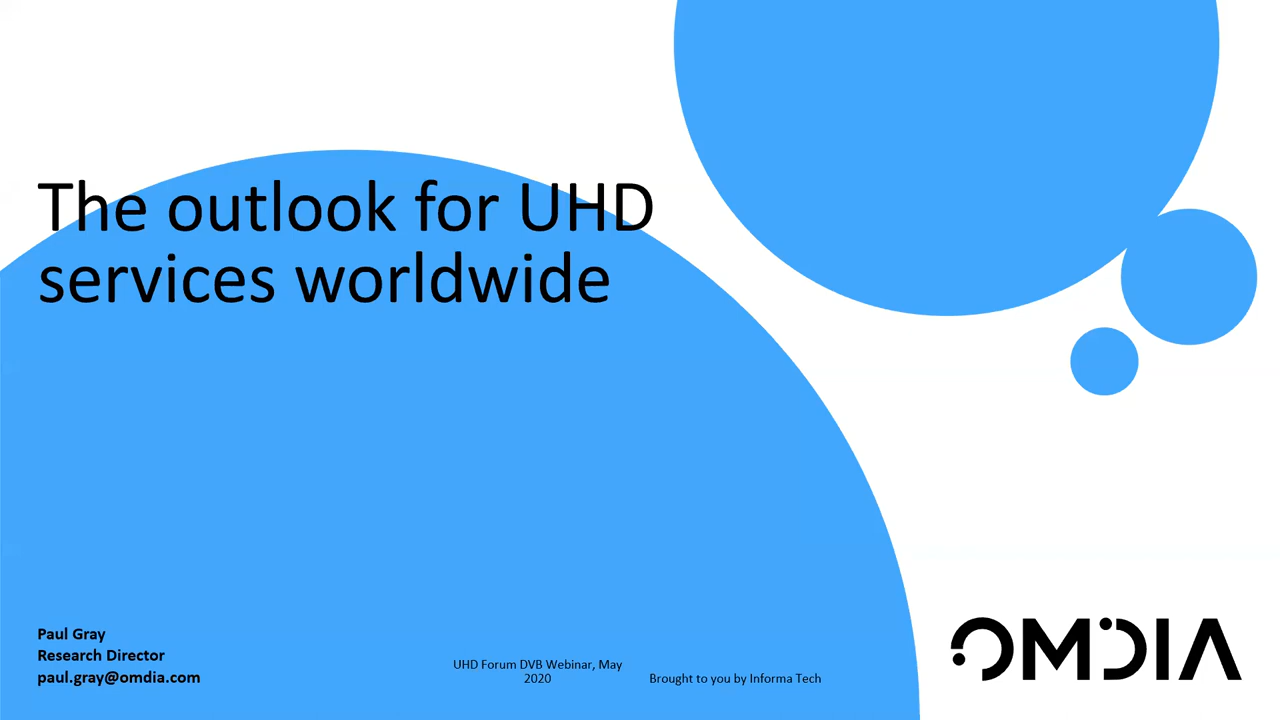 The outlook for UHD
services worldwide
Paul Gray
Research Director
paul.gray@omdia.com
UHD Forum DVB Webinar, May
2020
Brought to you by Informa Tech
OMDIA